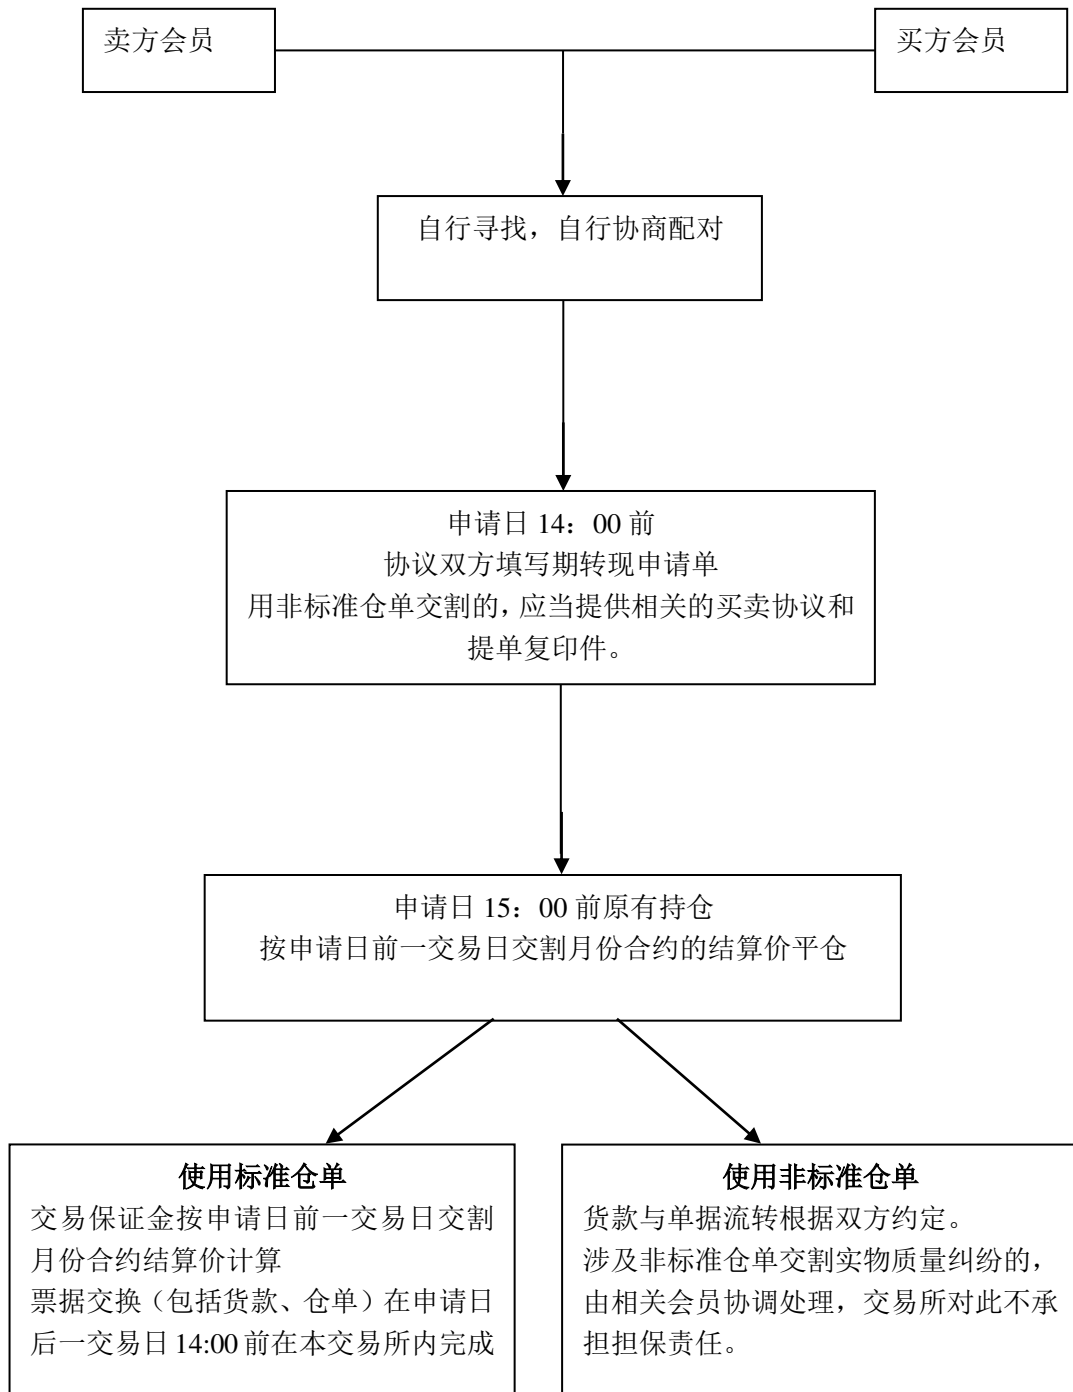 卖方会员
买方会员
自行寻找，自行协商配对
申请日 14：00 前
协议双方填写期转现申请单
用非标准仓单交割的，应当提供相关的买卖协议和
提单复印件。
申请日 15：00 前原有持仓
按申请日前一交易日交割月份合约的结算价平仓
使用标准仓单
交易保证金按申请日前一交易日交割
月份合约结算价计算
票据交换（包括货款、仓单）在申请日
后一交易日 14:00 前在本交易所内完成
使用非标准仓单
货款与单据流转根据双方约定。
涉及非标准仓单交割实物质量纠纷的，
由相关会员协调处理，交易所对此不承
担担保责任。